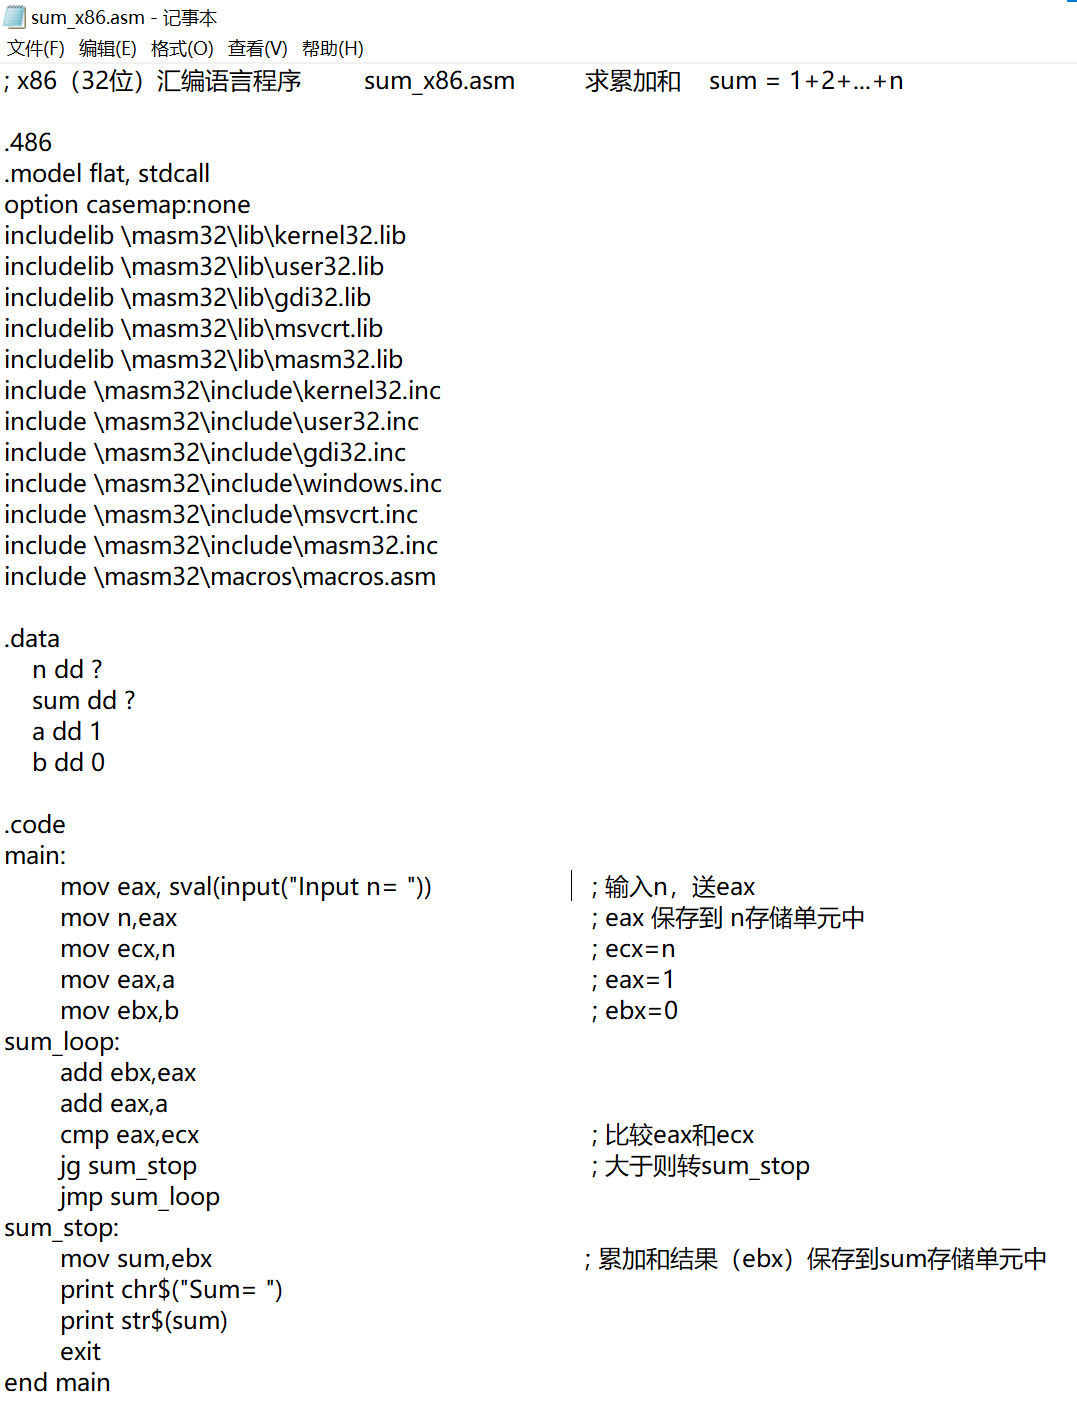 sum_x86.asm - 记事本
文件(F) 编辑(E) 格式(O) 查看(V) 帮助(H)
; x86（32位）汇编语言程序 sum_x86.asm 求累加和 sum = 1+2+...+n
.486
.model flat, stdcall
option casemap:none
includelib \masm32\lib\kernel32.lib
includelib \masm32\lib\user32.lib
includelib \masm32\lib\gdi32.lib
includelib \masm32\lib\msvcrt.lib
includelib \masm32\lib\masm32.lib
include \masm32\include\kernel32.inc
include \masm32\include\user32.inc
include \masm32\include\gdi32.inc
include \masm32\include\windows.inc
include \masm32\include\msvcrt.inc
include \masm32\include\masm32.inc
include \masm32\macros\macros.asm
.data
n dd ?
sum dd ?
a dd 1
b dd 0
.code
main:
mov eax, sval(input("Input n= ")) ; 输入n，送eax
mov n,eax ; eax 保存到 n存储单元中
mov ecx,n ; ecx=n
mov eax,a ; eax=1
mov ebx,b ; ebx=0
sum_loop:
add ebx,eax
add eax,a
cmp eax,ecx ; 比较eax和ecx
jg sum_stop ; 大于则转sum_stop
jmp sum_loop
sum_stop:
mov sum,ebx ; 累加和结果（ebx）保存到sum存储单元中
print chr$("Sum= ")
print str$(sum)
exit
end main